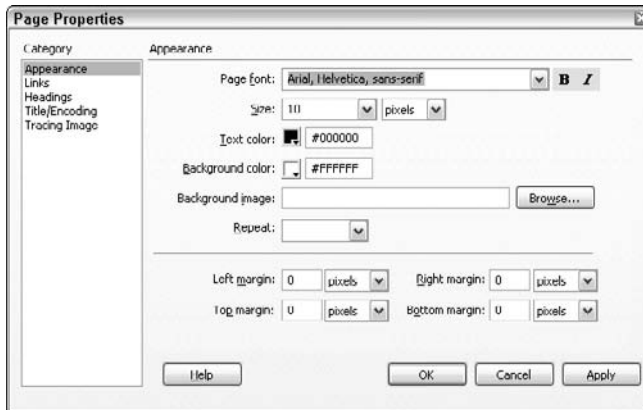 Page Properties
Category
Appearance
Links
Headings
Title/Encoding
Tracing Image
Appearance
Page font: Arial, Helvetica, sans-serif B I
Size: 10 pixels
Text color: #000000
Background color: #FFFFFF
Background image: Browse...
Repeat:
Left margin: 0 pixels Right margin: 0 pixels
Top margin: 0 pixels Bottom margin: 0 pixels
Help OK Cancel Apply